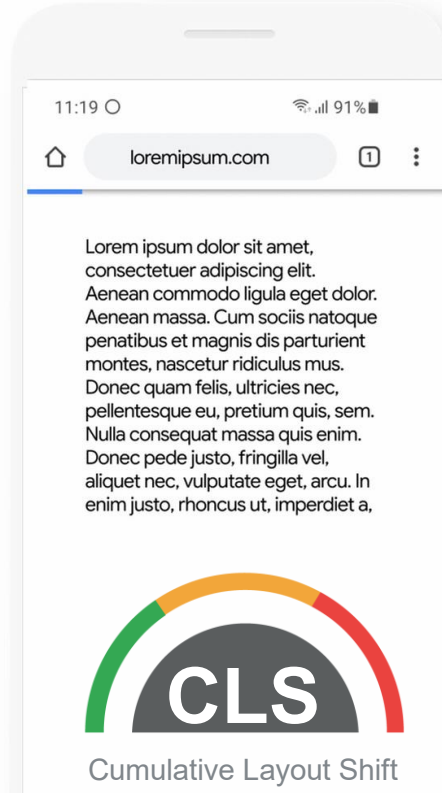 11:19 91%
loremipsum.com 1
Lorem ipsum dolor sit amet,
consectetuer adipiscing elit.
Aenean commodo ligula eget dolor.
Aenean massa. Cum sociis natoque
penatibus et magnis dis parturient
montes, nascetur ridiculus mus.
Donec quam felis, ultricies nec,
pellentesque eu, pretium quis, sem.
Nulla consequat massa quis enim.
Donec pede justo, fringilla vel,
aliquet nec, vulputate eget, arcu. In
enim justo, rhoncus ut, imperdiet a,
CLS
Cumulative Layout Shift